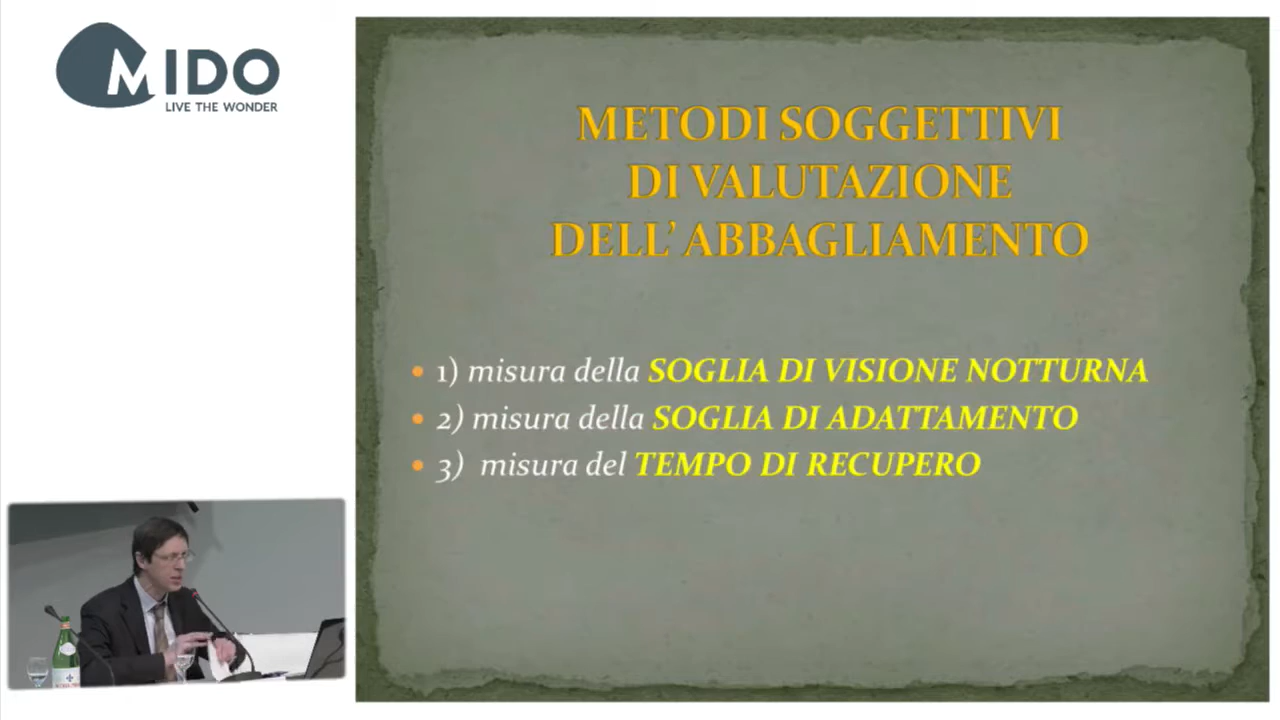 MIDO
LIVE THE WONDER
METODI SOGGETTIVI
DI VALUTAZIONE
DELL’ABBAGLIAMENTO
• 1) misura della SOGLIA DI VISIONE NOTTURNA
• 2) misura della SOGLIA DI ADATTAMENTO
• 3) misura del TEMPO DI RECUPERO